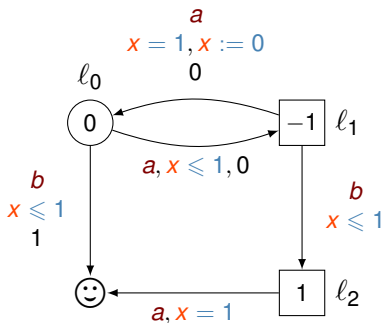 a
x = 1, x := 0
0
ℓ₀
0
−1
ℓ₁
a, x ⩽ 1, 0
b
x ⩽ 1
1
b
x ⩽ 1
1
ℓ₂
a, x = 1